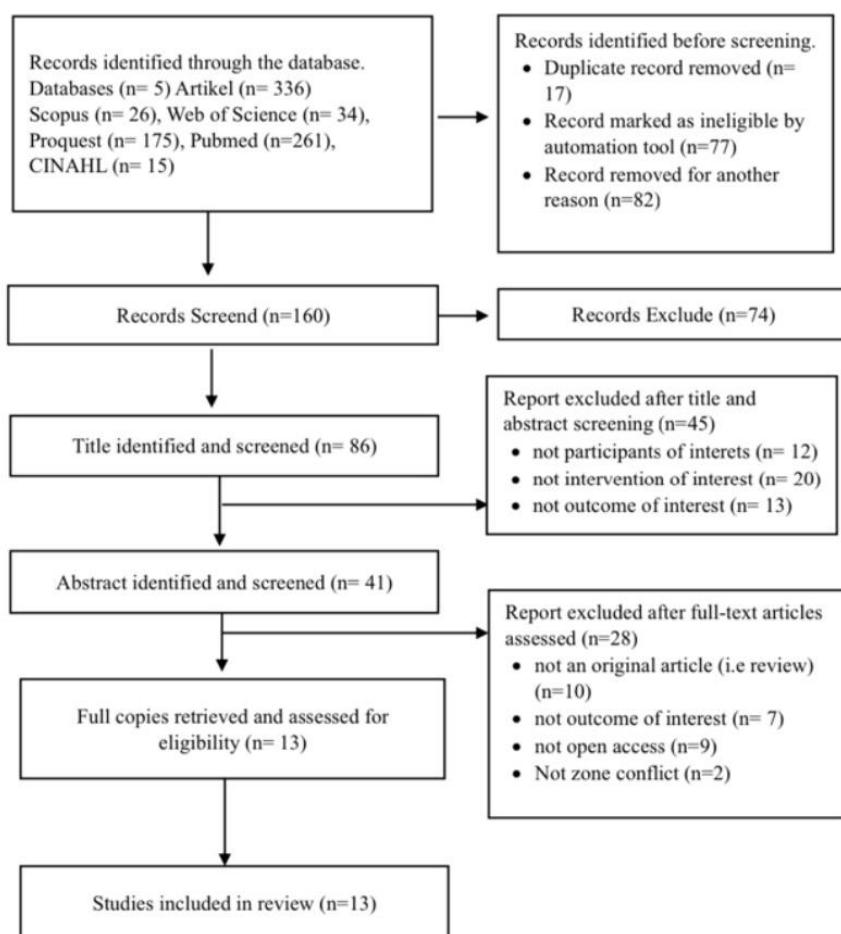 Records identified through the database.
Databases (n= 5) Artikel (n= 336)
Scopus (n= 26), Web of Science (n= 34),
Proquest (n= 175), Pubmed (n=261),
CINAHL (n= 15)
Records identified before screening.
• Duplicate record removed (n=
17)
• Record marked as ineligible by
automation tool (n=77)
• Record removed for another
reason (n=82)
Records Screend (n=160)
Records Exclude (n=74)
Title identified and screened (n= 86)
Report excluded after title and
abstract screening (n=45)
• not participants of interets (n= 12)
• not intervention of interest (n= 20)
• not outcome of interest (n= 13)
Abstract identified and screened (n= 41)
Report excluded after full-text articles
assessed (n=28)
• not an original article (i.e review)
(n=10)
• not outcome of interest (n= 7)
• not open access (n=9)
• Not zone conflict (n=2)
Full copies retrieved and assessed for
eligibility (n= 13)
Studies included in review (n=13)